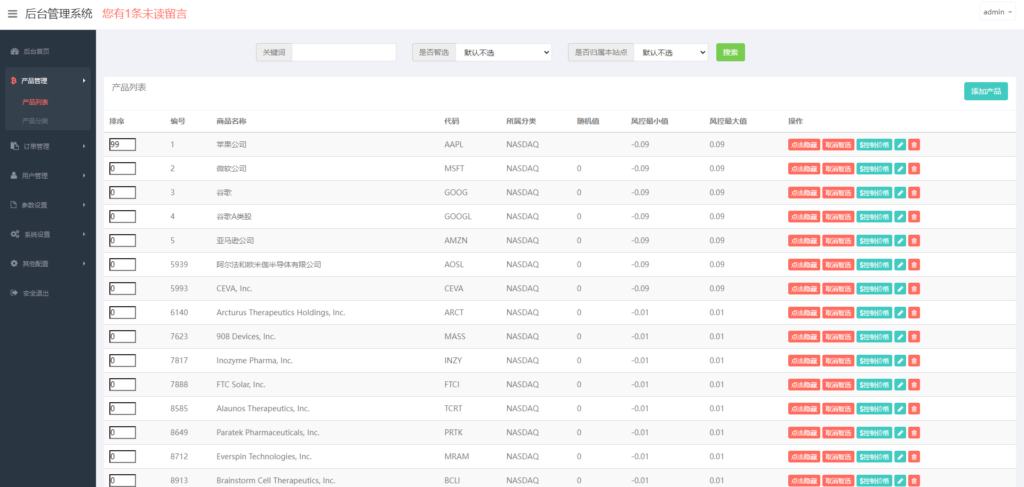 后台管理系统 您有1条未读留言 admin
后台首页
产品管理
产品列表
产品分类
订单管理
用户管理
参数设置
系统设置
其他配置
安全退出
关键词 是否智选 默认不选 是否归属本站点 默认不选 搜索
产品列表 添加产品
排序 编号 商品名称 代码 所属分类 随机值 风控最小值 风控最大值 操作
99 1 苹果公司 AAPL NASDAQ -0.09 0.09 点击隐藏 取消智选 $控制价格
0 2 微软公司 MSFT NASDAQ 0 -0.09 0.09 点击隐藏 取消智选 $控制价格
0 3 谷歌 GOOG NASDAQ 0 -0.09 0.09 点击隐藏 取消智选 $控制价格
0 4 谷歌A类股 GOOGL NASDAQ 0 -0.09 0.09 点击隐藏 取消智选 $控制价格
0 5 亚马逊公司 AMZN NASDAQ 0 -0.09 0.09 点击隐藏 取消智选 $控制价格
0 5939 阿尔法和欧米伽半导体有限公司 AOSL NASDAQ 0 -0.09 0.09 点击隐藏 取消智选 $控制价格
0 5993 CEVA, Inc. CEVA NASDAQ 0 -0.09 0.09 点击隐藏 取消智选 $控制价格
0 6140 Arcturus Therapeutics Holdings, Inc. ARCT NASDAQ 0 -0.01 0.01 点击隐藏 取消智选 $控制价格
0 7623 908 Devices, Inc. MASS NASDAQ 0 -0.01 0.01 点击隐藏 取消智选 $控制价格
0 7817 Inozyme Pharma, Inc. INZY NASDAQ 0 -0.01 0.01 点击隐藏 取消智选 $控制价格
0 7888 FTC Solar, Inc. FTCI NASDAQ 0 -0.01 0.01 点击隐藏 取消智选 $控制价格
0 8585 Alaunos Therapeutics, Inc. TCRT NASDAQ 0 -0.01 0.01 点击隐藏 取消智选 $控制价格
0 8649 Paratek Pharmaceuticals, Inc. PRTK NASDAQ 0 -0.01 0.01 点击隐藏 取消智选 $控制价格
0 8712 Everspin Technologies, Inc. MRAM NASDAQ 0 -0.01 0.01 点击隐藏 取消智选 $控制价格
0 8913 Brainstorm Cell Therapeutics, Inc. BCLI NASDAQ 0 -0.01 0.01 点击隐藏 取消智选 $控制价格